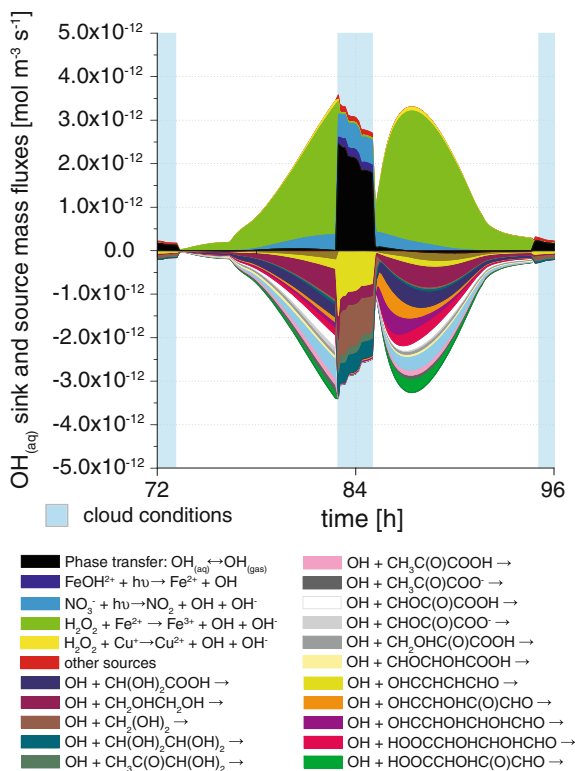 OH(aq) sink and source mass fluxes [mol m⁻³ s⁻¹]
5.0x10⁻¹²
4.0x10⁻¹²
3.0x10⁻¹²
2.0x10⁻¹²
1.0x10⁻¹²
0.0
-1.0x10⁻¹²
-2.0x10⁻¹²
-3.0x10⁻¹²
-4.0x10⁻¹²
-5.0x10⁻¹²
72 84 96
cloud conditions
time [h]
Phase transfer: OH(aq)↔OH(gas)
FeOH²⁺ + hυ→ Fe²⁺ + OH
NO₃⁻ + hυ→NO₂ + OH + OH⁻
H₂O₂ + Fe²⁺ → Fe³⁺ + OH + OH⁻
H₂O₂ + Cu⁺→Cu²⁺ + OH + OH⁻
other sources
OH + CH(OH)₂COOH →
OH + CH₂OHCH₂OH →
OH + CH₂(OH)₂ →
OH + CH(OH)₂CH(OH)₂ →
OH + CH₃C(O)CH(OH)₂ →
OH + CH₃C(O)COOH →
OH + CH₃C(O)COO⁻ →
OH + CHOC(O)COOH →
OH + CHOC(O)COO⁻ →
OH + CH₂OHC(O)COOH →
OH + CHOCHOHCOOH →
OH + OHCCHCHCHO →
OH + OHCCHOHC(O)CHO →
OH + OHCCHOHCHOHCHO →
OH + HOOCCHOHCHOHCHO →
OH + HOOCCHOHC(O)CHO →